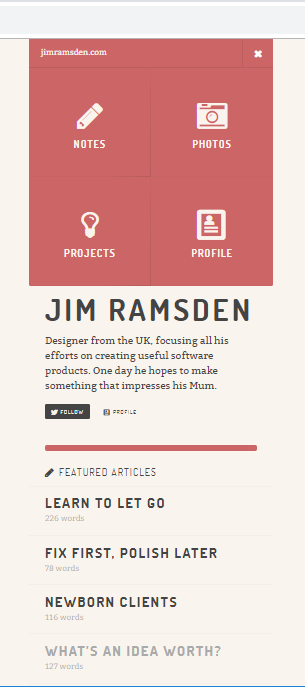 jimramsden.com
NOTES
PHOTOS
PROJECTS
PROFILE
JIM RAMSDEN
Designer from the UK, focusing all his
efforts on creating useful software
products. One day he hopes to make
something that impresses his Mum.
FOLLOW
PROFILE
FEATURED ARTICLES
LEARN TO LET GO
226 words
FIX FIRST, POLISH LATER
78 words
NEWBORN CLIENTS
116 words
WHAT'S AN IDEA WORTH?
127 words